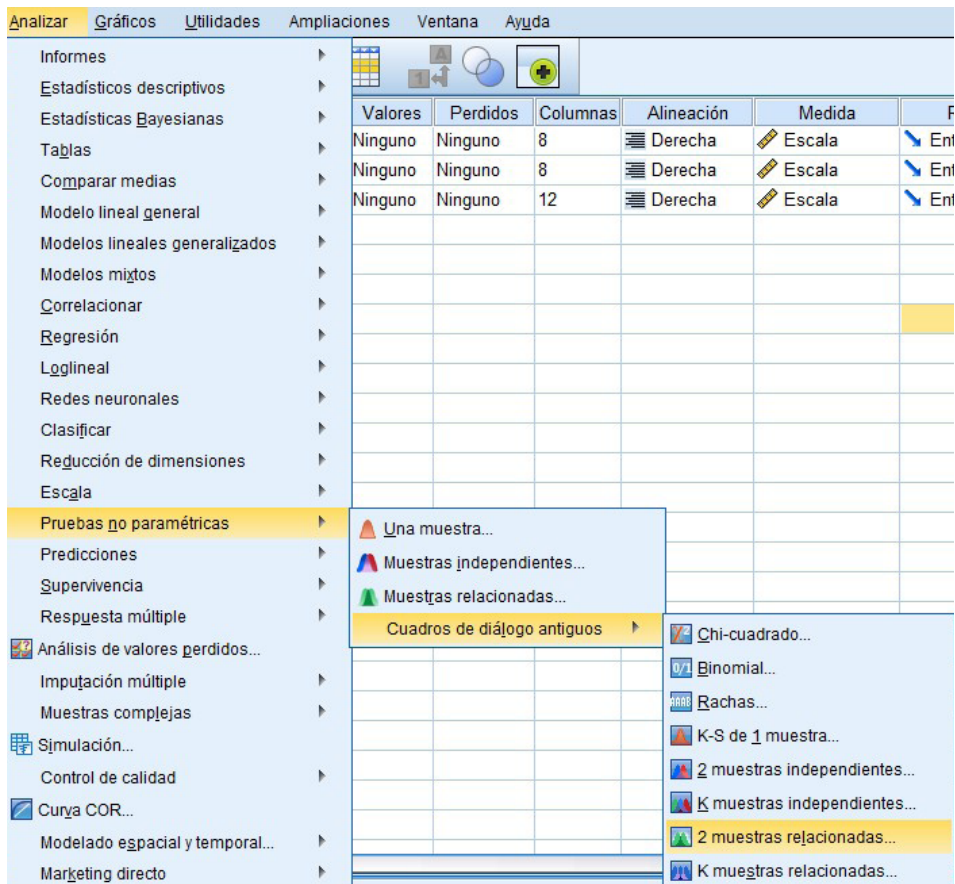 Analizar Gráficos Utilidades Ampliaciones Ventana Ayuda
Informes
Estadísticos descriptivos
Estadísticas Bayesianas
Tablas
Comparar medias
Modelo lineal general
Modelos lineales generalizados
Modelos mixtos
Correlacionar
Regresión
Loglineal
Redes neuronales
Clasificar
Reducción de dimensiones
Escala
Pruebas no paramétricas
Predicciones
Supervivencia
Respuesta múltiple
Análisis de valores perdidos...
Imputación múltiple
Muestras complejas
Simulación...
Control de calidad
Curva COR...
Modelado espacial y temporal...
Marketing directo
Valores Perdidos Columnas Alineación Medida
Ninguno Ninguno 8 Derecha Escala Ent
Ninguno Ninguno 8 Derecha Escala Ent
Ninguno Ninguno 12 Derecha Escala Ent
Una muestra...
Muestras independientes...
Muestras relacionadas...
Cuadros de diálogo antiguos
Chi-cuadrado...
Binomial...
Rachas...
K-S de 1 muestra...
2 muestras independientes...
K muestras independientes...
2 muestras relacionadas...
K muestras relacionadas...